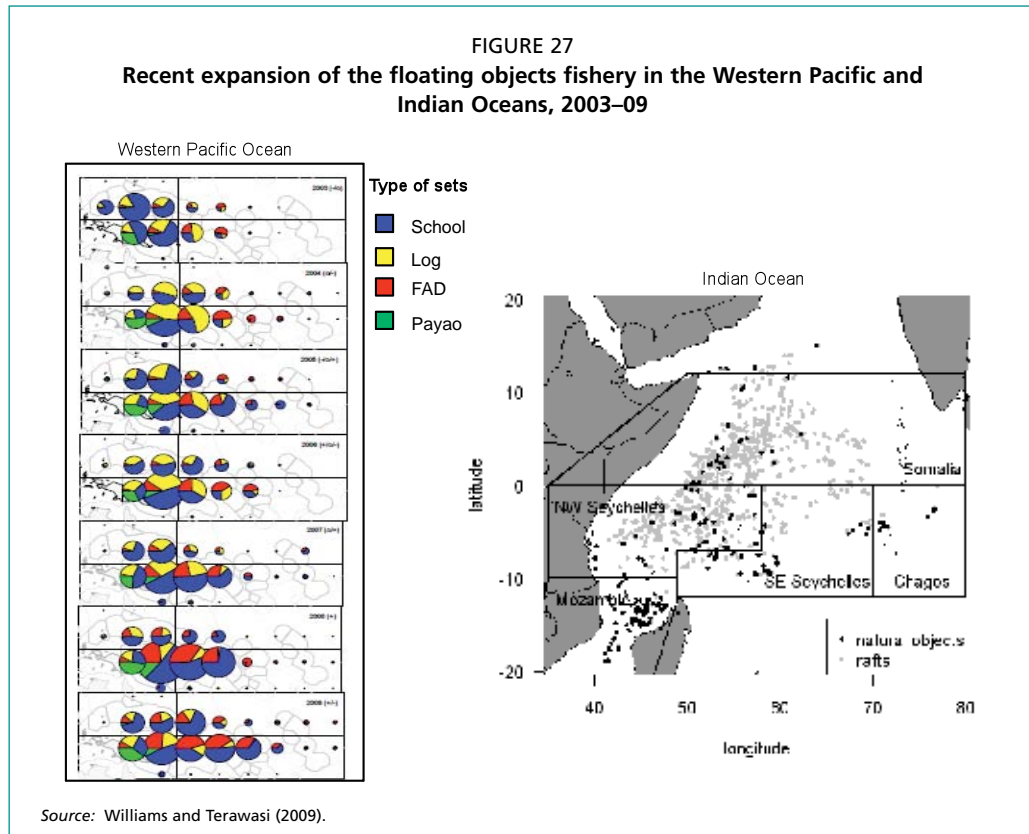 FIGURE 27
Recent expansion of the floating objects fishery in the Western Pacific and
Indian Oceans, 2003–09
Western Pacific Ocean
Type of sets
School
Log
FAD
Payao
Indian Ocean
20
10
0
-10
-20
latitude
Somalia
NW Seychelles
SE Seychelles
Chagos
natural objects
rafts
40
50
60
70
80
longitude
Source: Williams and Terawasi (2009).